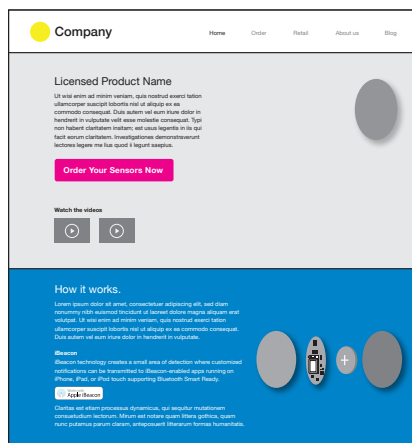 Company
Home Order Retail About us Blog
Licensed Product Name
Ut wisi enim ad minim veniam, quis nostrud exerci tation
ullamcorper suscipit lobortis nisl ut aliquip ex ea
commodo consequat. Duis autem vel eum iriure dolor in
hendrerit in vulputate velit esse molestie consequat. Typi
non habent claritatem insitam; est usus legentis in iis qui
facit eorum claritatem. Investigationes demonstraverunt
lectores legere me lius quod ii legunt saepius.
Order Your Sensors Now
Watch the videos
How it works.
Lorem ipsum dolor sit amet, consectetuer adipiscing elit, sed diam
nonummy nibh euismod tincidunt ut laoreet dolore magna aliquam erat
volutpat. Ut wisi enim ad minim veniam, quis nostrud exerci tation
ullamcorper suscipit lobortis nisl ut aliquip ex ea commodo consequat.
Duis autem vel eum iriure dolor in vulputate.
iBeacon
iBeacon technology creates a small area of detection where customized
notifications can be transmitted to iBeacon-enabled apps running on
iPhone, iPad, or iPod touch supporting Bluetooth Smart Ready.
Apple iBeacon
Claritas est etiam processus dynamicus, qui sequitur mutationem
consuetudium lectorum. Mirum est notare quam littera gothica, quam
nunc putamus parum claram, anteposuerit litterarum formas humanitatis.